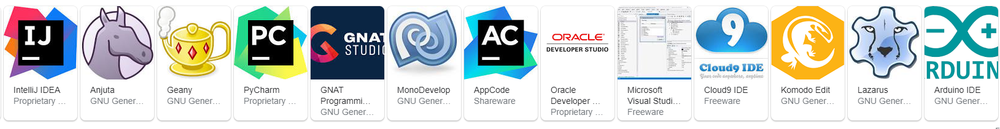 IJ
IntelliJ IDEA
Proprietary ...
Anjuta
GNU Gener...
Geany
GNU Gener...
PC
PyCharm
Proprietary ...
GNAT
STUDIO
GNAT
Programmi...
GNU Gener...
MonoDevelop
GNU Gener...
AC
AppCode
Shareware
ORACLE
DEVELOPER STUDIO
Oracle
Developer ...
Proprietary ...
Microsoft
Visual Studi...
Freeware
9
Cloud9 IDE
Your code anywhere, anytime
Cloud9 IDE
Freeware
Komodo Edit
GNU Gener...
Lazarus
GNU Gener...
RDUIN
Arduino IDE
GNU Gener...